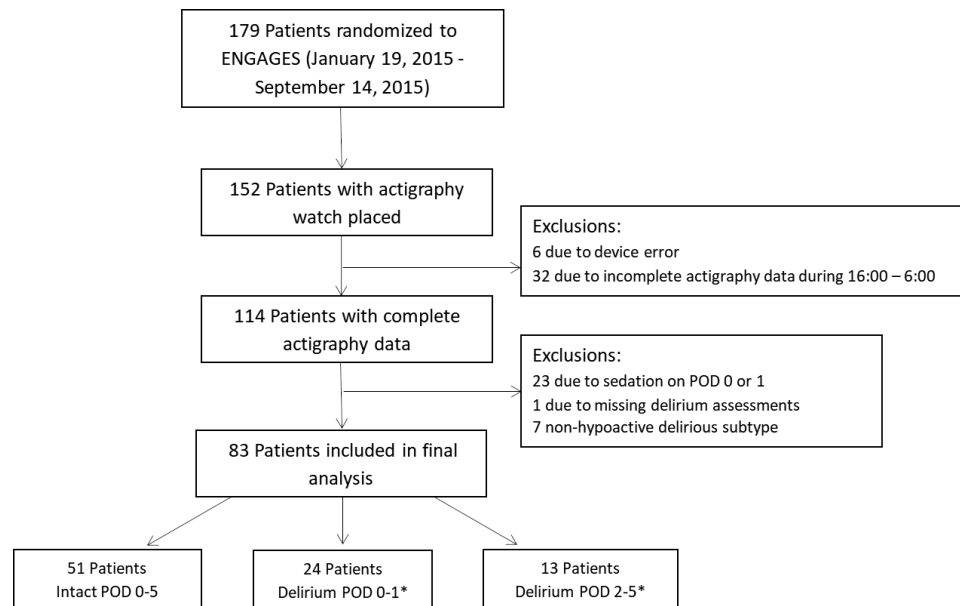 179 Patients randomized to
ENGAGES (January 19, 2015 -
September 14, 2015)
152 Patients with actigraphy
watch placed
Exclusions:
6 due to device error
32 due to incomplete actigraphy data during 16:00 – 6:00
114 Patients with complete
actigraphy data
Exclusions:
23 due to sedation on POD 0 or 1
1 due to missing delirium assessments
7 non-hypoactive delirious subtype
83 Patients included in final
analysis
51 Patients
Intact POD 0-5
24 Patients
Delirium POD 0-1*
13 Patients
Delirium POD 2-5*